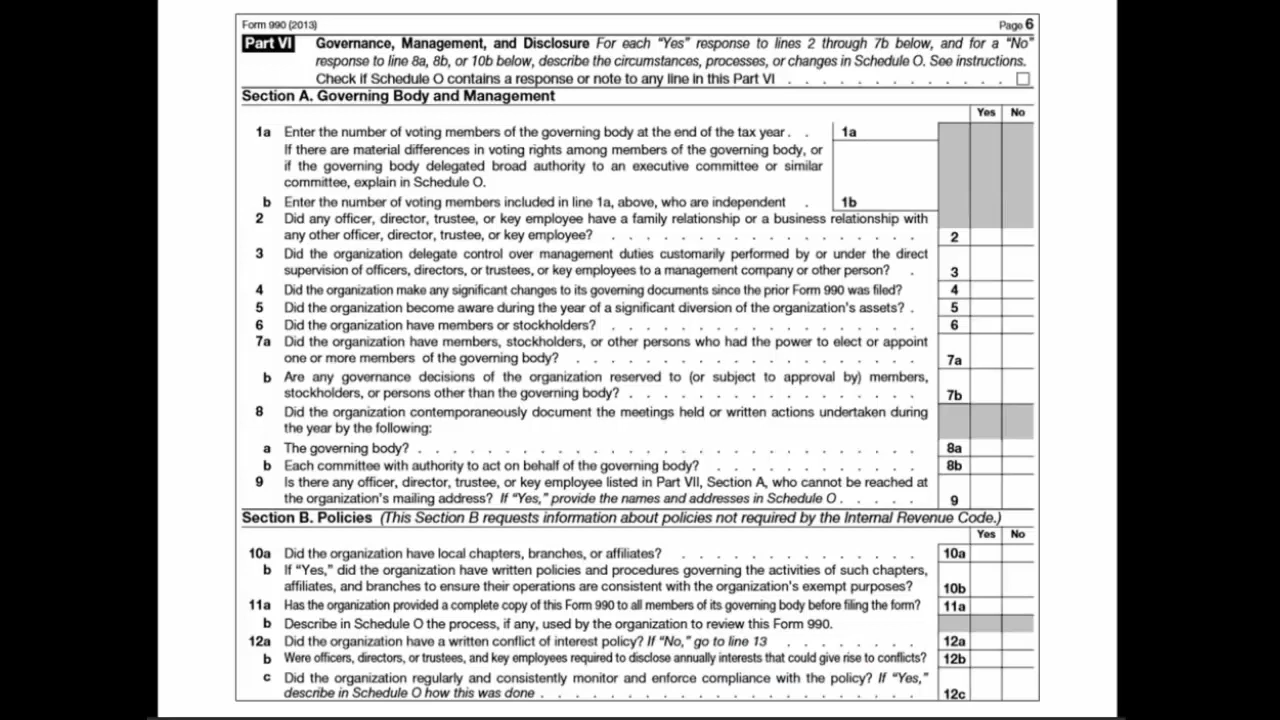 Form 990 (2013) Page 6
Part VI Governance, Management, and Disclosure For each “Yes” response to lines 2 through 7b below, and for a “No”
response to line 8a, 8b, or 10b below, describe the circumstances, processes, or changes in Schedule O. See instructions.
Check if Schedule O contains a response or note to any line in this Part VI . . . . . . . . . . . . .
Section A. Governing Body and Management
Yes No
1a Enter the number of voting members of the governing body at the end of the tax year . . 1a
If there are material differences in voting rights among members of the governing body, or
if the governing body delegated broad authority to an executive committee or similar
committee, explain in Schedule O.
b Enter the number of voting members included in line 1a, above, who are independent . 1b
2 Did any officer, director, trustee, or key employee have a family relationship or a business relationship with
any other officer, director, trustee, or key employee? . . . . . . . . . . . . . . . . 2
3 Did the organization delegate control over management duties customarily performed by or under the direct
supervision of officers, directors, or trustees, or key employees to a management company or other person? . 3
4 Did the organization make any significant changes to its governing documents since the prior Form 990 was filed? 4
5 Did the organization become aware during the year of a significant diversion of the organization’s assets? . 5
6 Did the organization have members or stockholders? . . . . . . . . . . . . . . . . 6
7a Did the organization have members, stockholders, or other persons who had the power to elect or appoint
one or more members of the governing body? . . . . . . . . . . . . . . . . . . 7a
b Are any governance decisions of the organization reserved to (or subject to approval by) members,
stockholders, or persons other than the governing body? . . . . . . . . . . . . . . . 7b
8 Did the organization contemporaneously document the meetings held or written actions undertaken during
the year by the following:
a The governing body? . . . . . . . . . . . . . . . . . . . . . . . . . 8a
b Each committee with authority to act on behalf of the governing body? . . . . . . . . . . . 8b
9 Is there any officer, director, trustee, or key employee listed in Part VII, Section A, who cannot be reached at
the organization’s mailing address? If “Yes,” provide the names and addresses in Schedule O . . . . . 9
Section B. Policies (This Section B requests information about policies not required by the Internal Revenue Code.)
Yes No
10a Did the organization have local chapters, branches, or affiliates? . . . . . . . . . . . . . 10a
b If “Yes,” did the organization have written policies and procedures governing the activities of such chapters,
affiliates, and branches to ensure their operations are consistent with the organization’s exempt purposes? 10b
11a Has the organization provided a complete copy of this Form 990 to all members of its governing body before filing the form? 11a
b Describe in Schedule O the process, if any, used by the organization to review this Form 990.
12a Did the organization have a written conflict of interest policy? If “No,” go to line 13 . . . . . . . 12a
b Were officers, directors, or trustees, and key employees required to disclose annually interests that could give rise to conflicts? 12b
c Did the organization regularly and consistently monitor and enforce compliance with the policy? If “Yes,”
describe in Schedule O how this was done . . . . . . . . . . . . . . . . . . . 12c